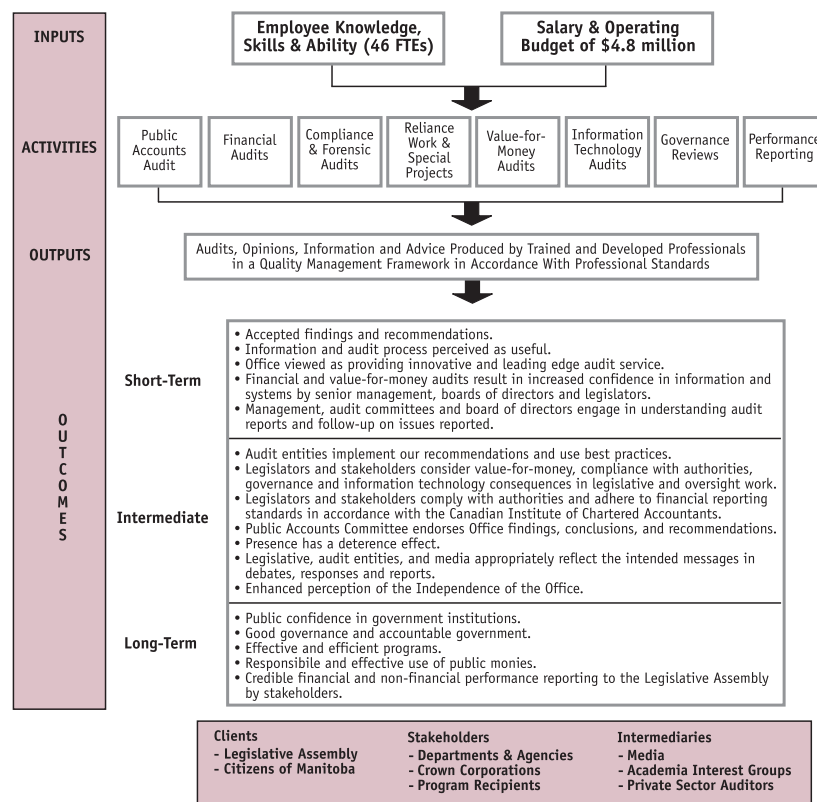 INPUTS
Employee Knowledge,
Skills & Ability (46 FTEs)
Salary & Operating
Budget of $4.8 million
ACTIVITIES
Public
Accounts
Audit
Financial
Audits
Compliance
& Forensic
Audits
Reliance
Work &
Special
Projects
Value-for-
Money
Audits
Information
Technology
Audits
Governance
Reviews
Performance
Reporting
OUTPUTS
Audits, Opinions, Information and Advice Produced by Trained and Developed Professionals
in a Quality Management Framework in Accordance With Professional Standards
OUTCOMES
Short-Term
• Accepted findings and recommendations.
• Information and audit process perceived as useful.
• Office viewed as providing innovative and leading edge audit service.
• Financial and value-for-money audits result in increased confidence in information and
systems by senior management, boards of directors and legislators.
• Management, audit committees and board of directors engage in understanding audit
reports and follow-up on issues reported.
Intermediate
• Audit entities implement our recommendations and use best practices.
• Legislators and stakeholders consider value-for-money, compliance with authorities,
governance and information technology consequences in legislative and oversight work.
• Legislators and stakeholders comply with authorities and adhere to financial reporting
standards in accordance with the Canadian Institute of Chartered Accountants.
• Public Accounts Committee endorses Office findings, conclusions, and recommendations.
• Presence has a deterence effect.
• Legislative, audit entities, and media appropriately reflect the intended messages in
debates, responses and reports.
• Enhanced perception of the Independence of the Office.
Long-Term
• Public confidence in government institutions.
• Good governance and accountable government.
• Effective and efficient programs.
• Responsibile and effective use of public monies.
• Credible financial and non-financial performance reporting to the Legislative Assembly
by stakeholders.
Clients
- Legislative Assembly
- Citizens of Manitoba
Stakeholders
- Departments & Agencies
- Crown Corporations
- Program Recipients
Intermediaries
- Media
- Academia Interest Groups
- Private Sector Auditors